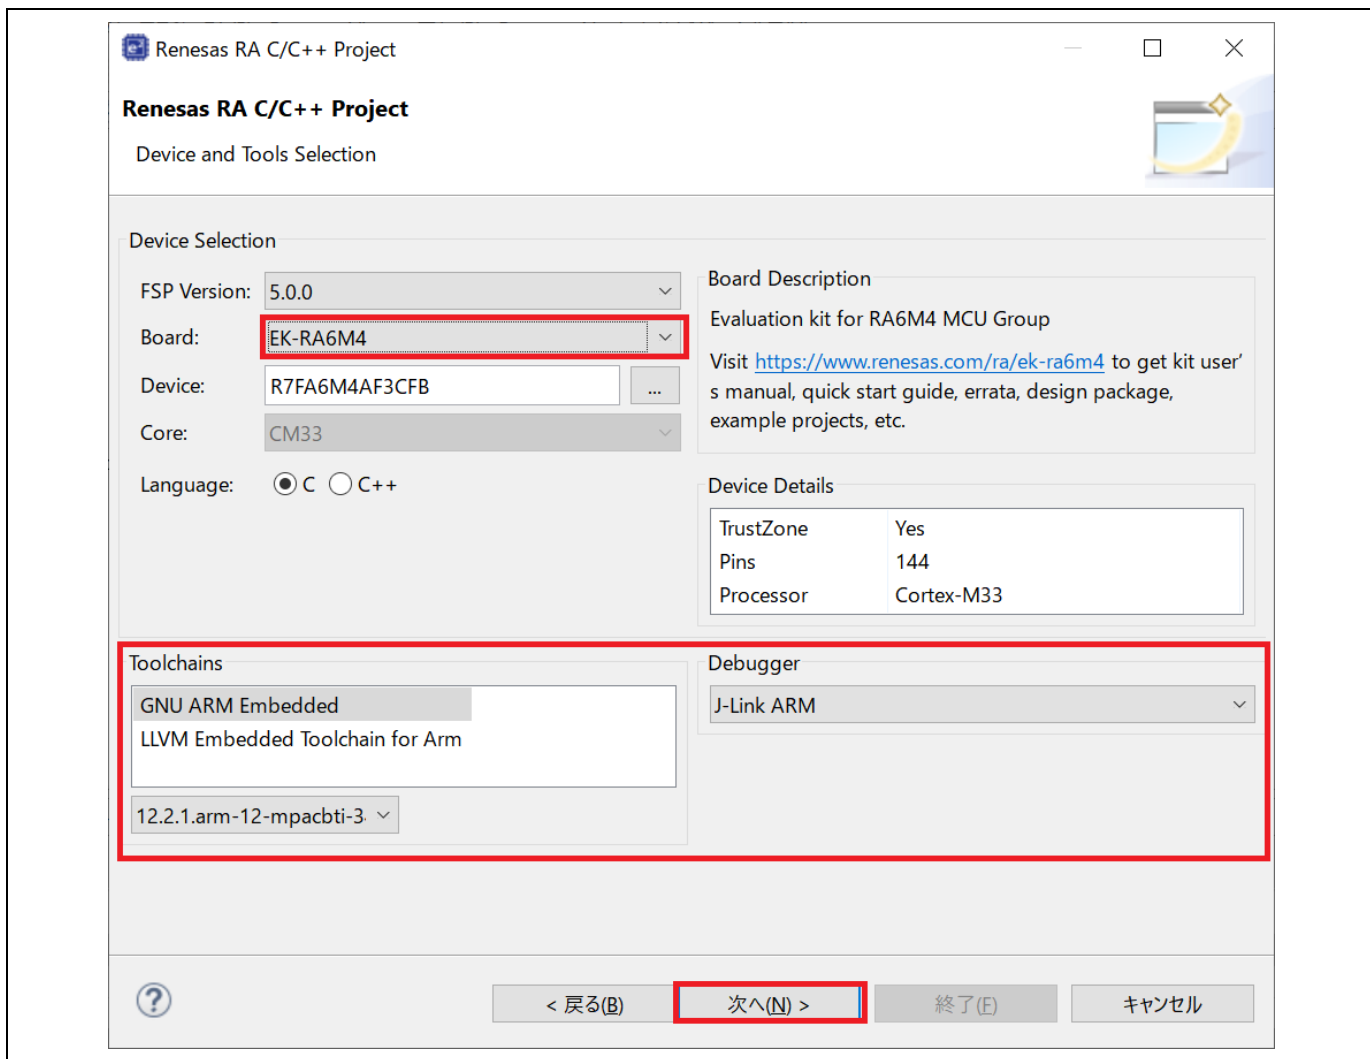 Renesas RA C/C++ Project
Renesas RA C/C++ Project
Device and Tools Selection
Device Selection
FSP Version: 5.0.0
Board: EK-RA6M4
Device: R7FA6M4AF3CFB ...
Core: CM33
Language: C C++
Board Description
Evaluation kit for RA6M4 MCU Group
Visit https://www.renesas.com/ra/ek-ra6m4 to get kit user’
s manual, quick start guide, errata, design package,
example projects, etc.
Device Details
TrustZone Yes
Pins 144
Processor Cortex-M33
Toolchains
GNU ARM Embedded
LLVM Embedded Toolchain for Arm
12.2.1.arm-12-mpacbti-3
Debugger
J-Link ARM
< 戻る(B) 次へ(N) > 終了(F) キャンセル